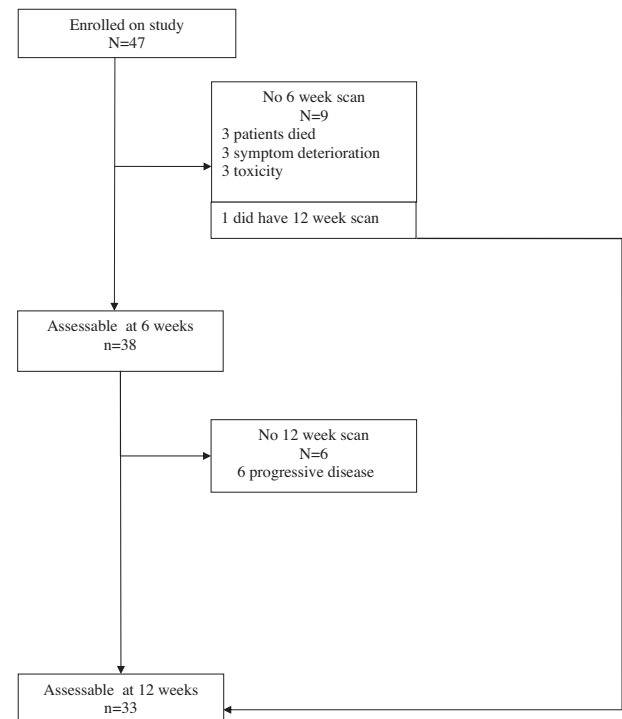 Enrolled on study
N=47
No 6 week scan
N=9
3 patients died
3 symptom deterioration
3 toxicity
1 did have 12 week scan
Assessable at 6 weeks
n=38
No 12 week scan
N=6
6 progressive disease
Assessable at 12 weeks
n=33